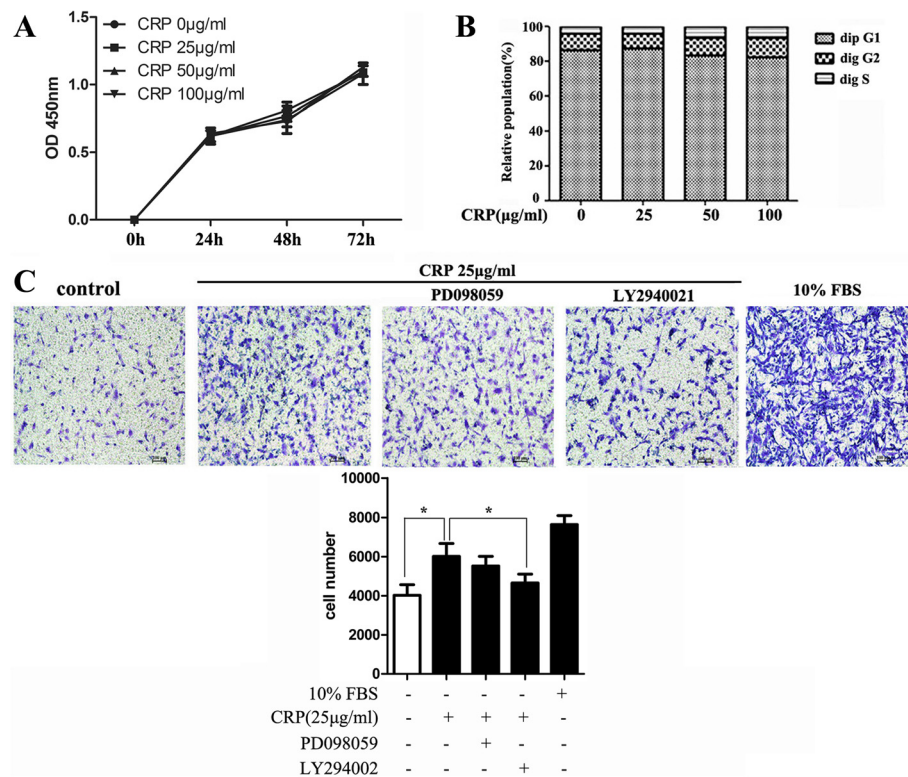 A
1.5
1.0
0.5
0.0
OD 450nm
CRP 0µg/ml
CRP 25µg/ml
CRP 50µg/ml
CRP 100µg/ml
0h 24h 48h 72h
B
100
80
60
40
20
0
Relative population(%)
dip G1
dig G2
dig S
CRP(µg/ml) 0 25 50 100
C
control
CRP 25µg/ml
PD098059 LY2940021
10% FBS
10000
8000
6000
4000
2000
0
cell number
* *
10% FBS - - - - +
CRP(25µg/ml) - + + + -
PD098059 - - + - -
LY294002 - - - + -